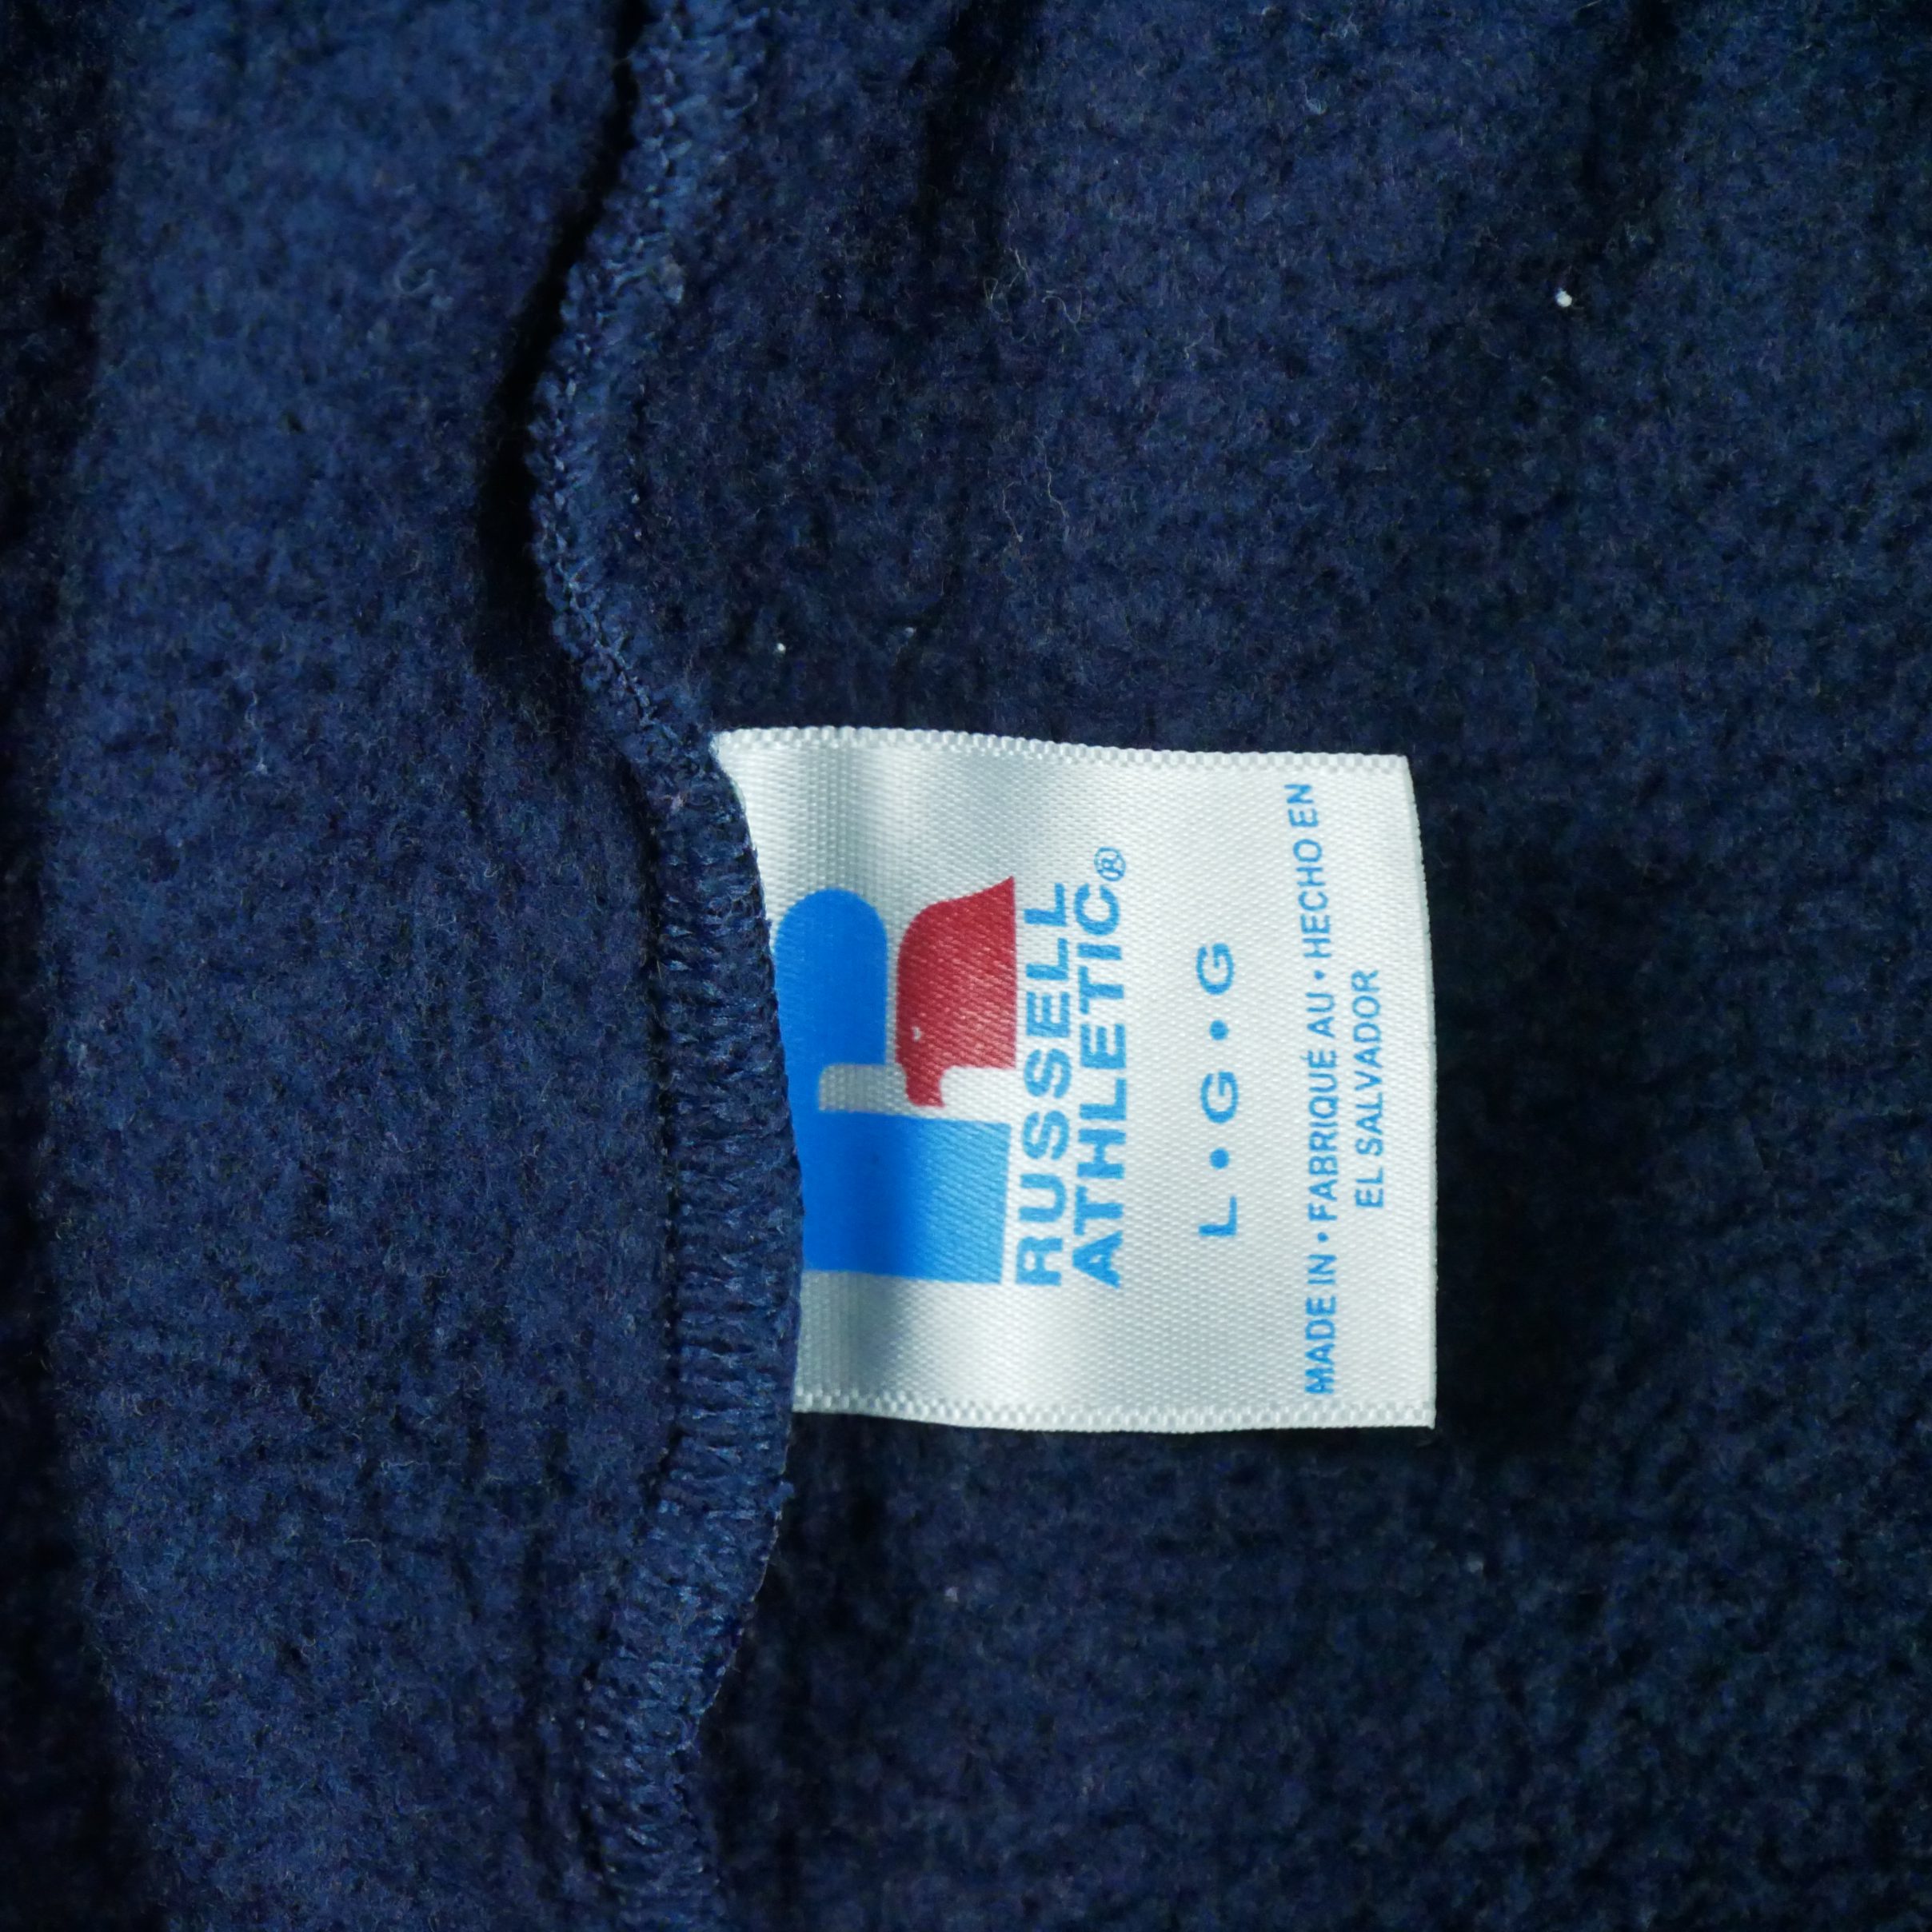 RUSSELL
ATHLETIC®
L•G•G
MADE IN • FABRIQUÉ AU • HECHO EN
EL SALVADOR